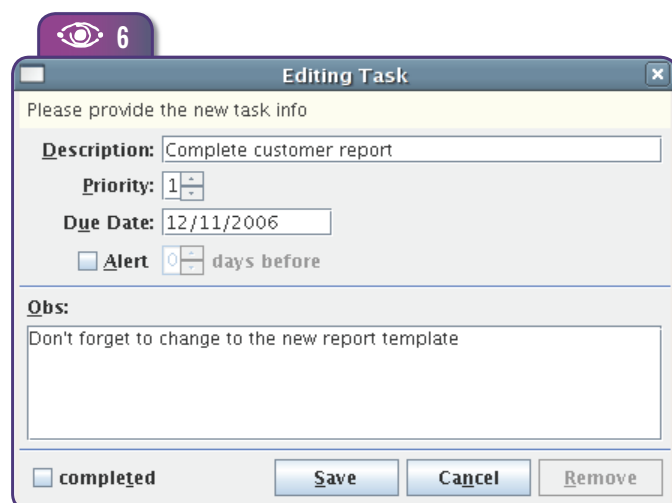 6
Editing Task
Please provide the new task info
Description: Complete customer report
Priority: 1
Due Date: 12/11/2006
Alert 0 days before
Obs:
Don't forget to change to the new report template
completed Save Cancel Remove